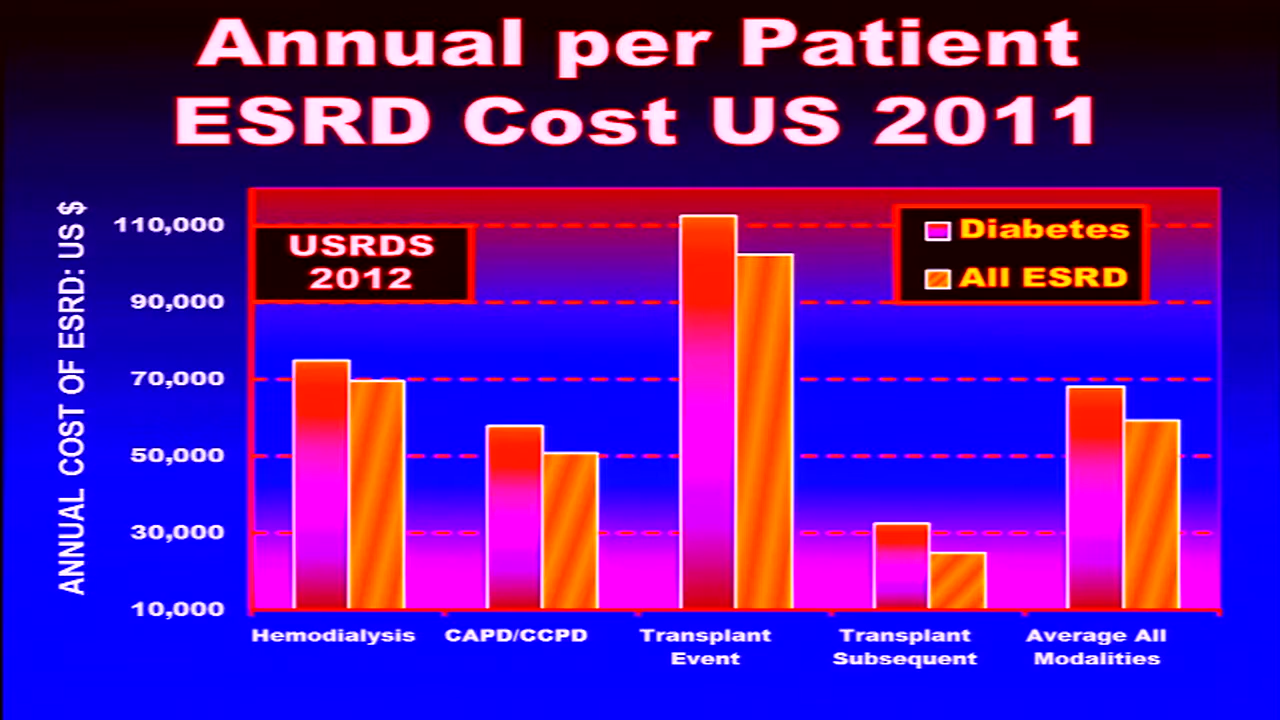 Annual per Patient
ESRD Cost US 2011
ANNUAL COST OF ESRD: US $
110,000
90,000
70,000
50,000
30,000
10,000
USRDS
2012
Diabetes
All ESRD
Hemodialysis
CAPD/CCPD
Transplant
Event
Transplant
Subsequent
Average All
Modalities